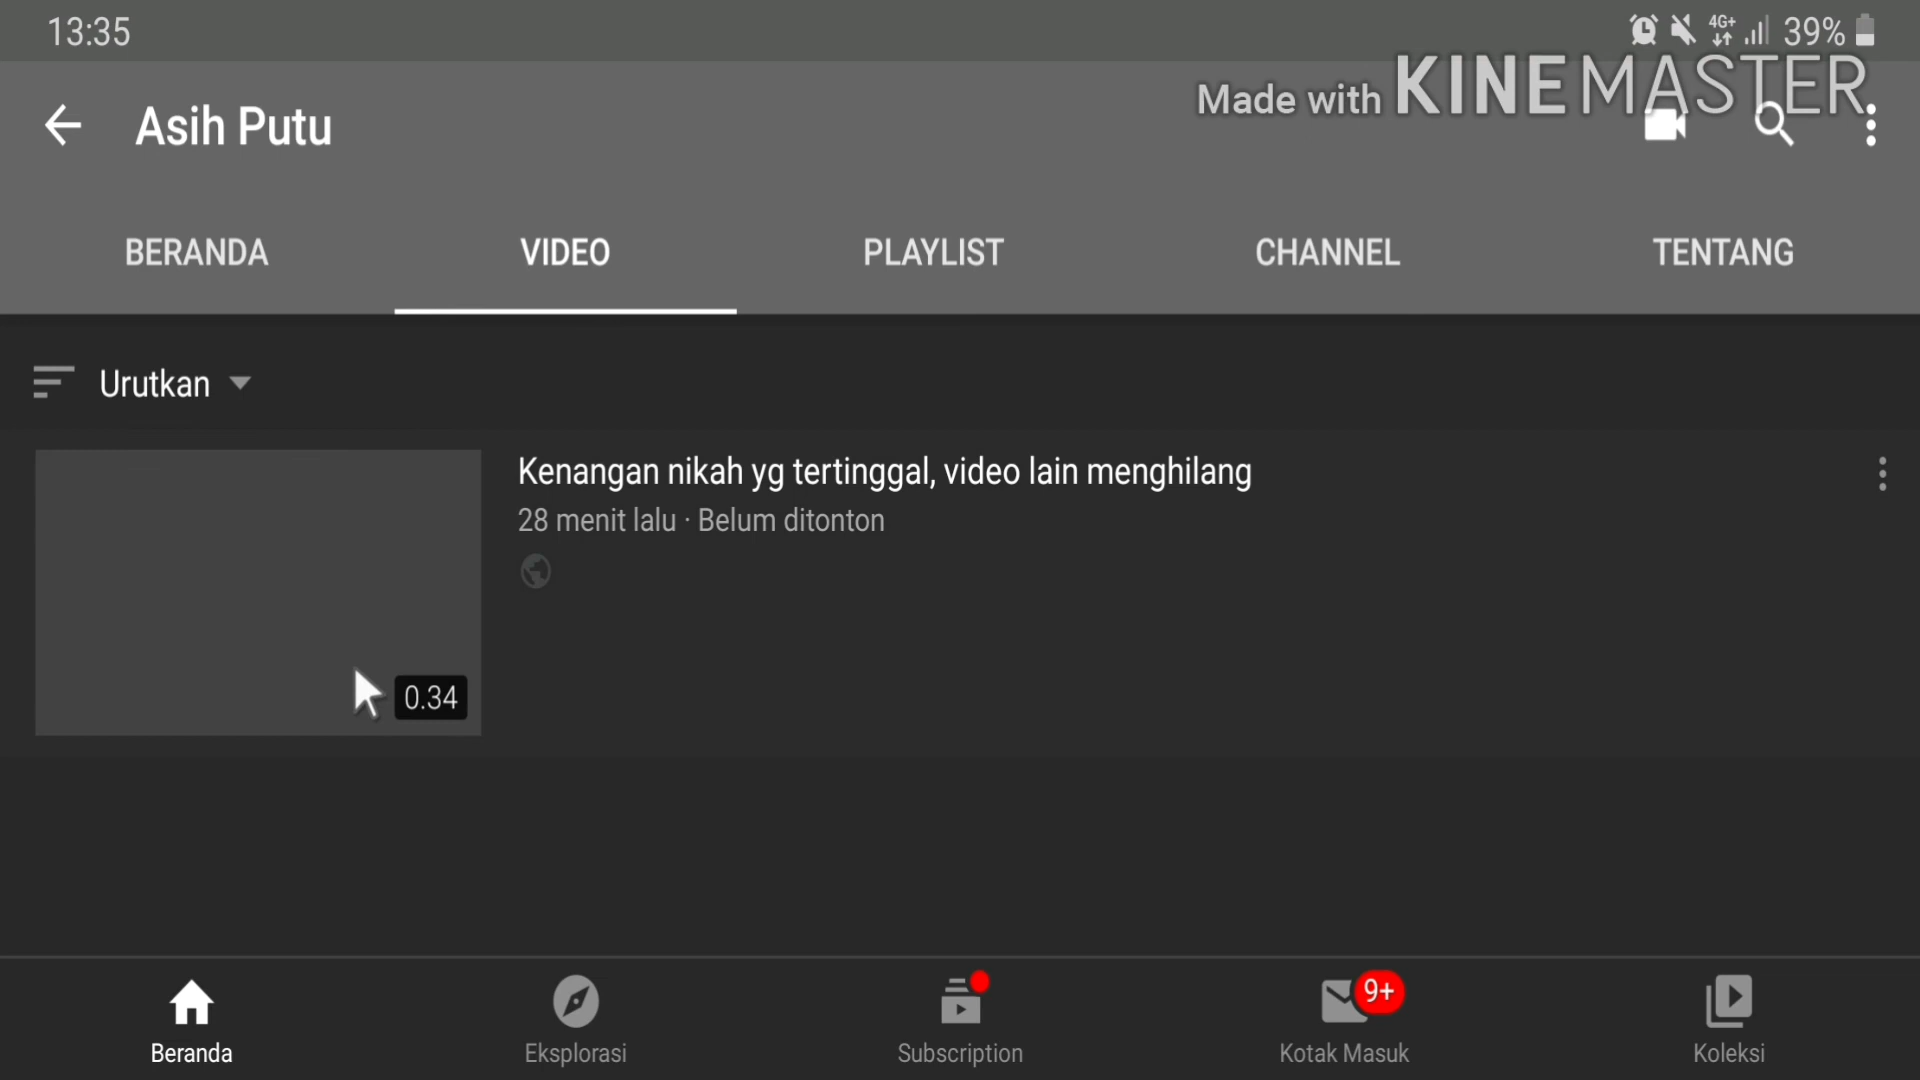 13:35
4G+ 39%
Made with KINEMASTER
Asih Putu
BERANDA VIDEO PLAYLIST CHANNEL TENTANG
Urutkan
Kenangan nikah yg tertinggal, video lain menghilang
28 menit lalu · Belum ditonton
0.34
9+
Beranda Eksplorasi Subscription Kotak Masuk Koleksi